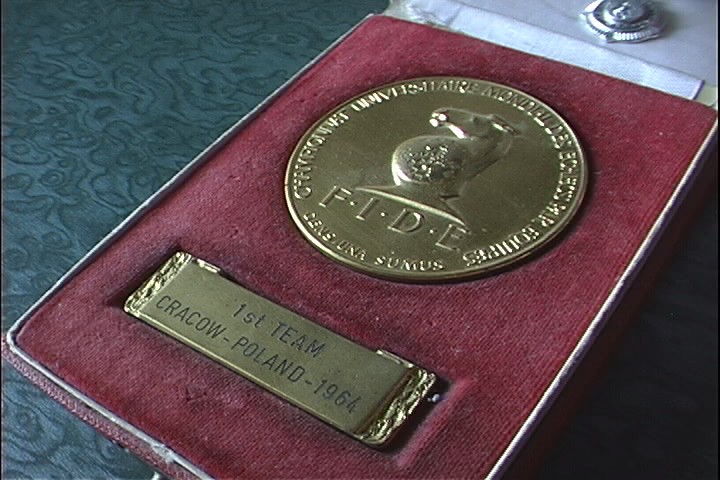 CHAMPIONNAT UNIVERSITAIRE MONDIAL DES ECHECS PAR EQUIPES
F·I·D·E
GENS UNA SUMUS
1st TEAM
CRACOW-POLAND-1964